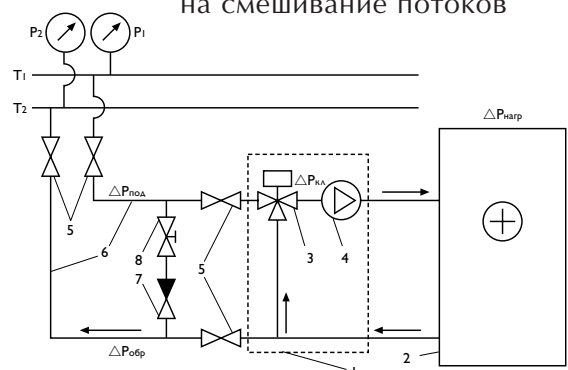 на смешивание потоков
P2 P1
T1
T2
△Pнагр
△Pпод △Pкл
5 8 3 4
6 5
7
△Pобр 2
1